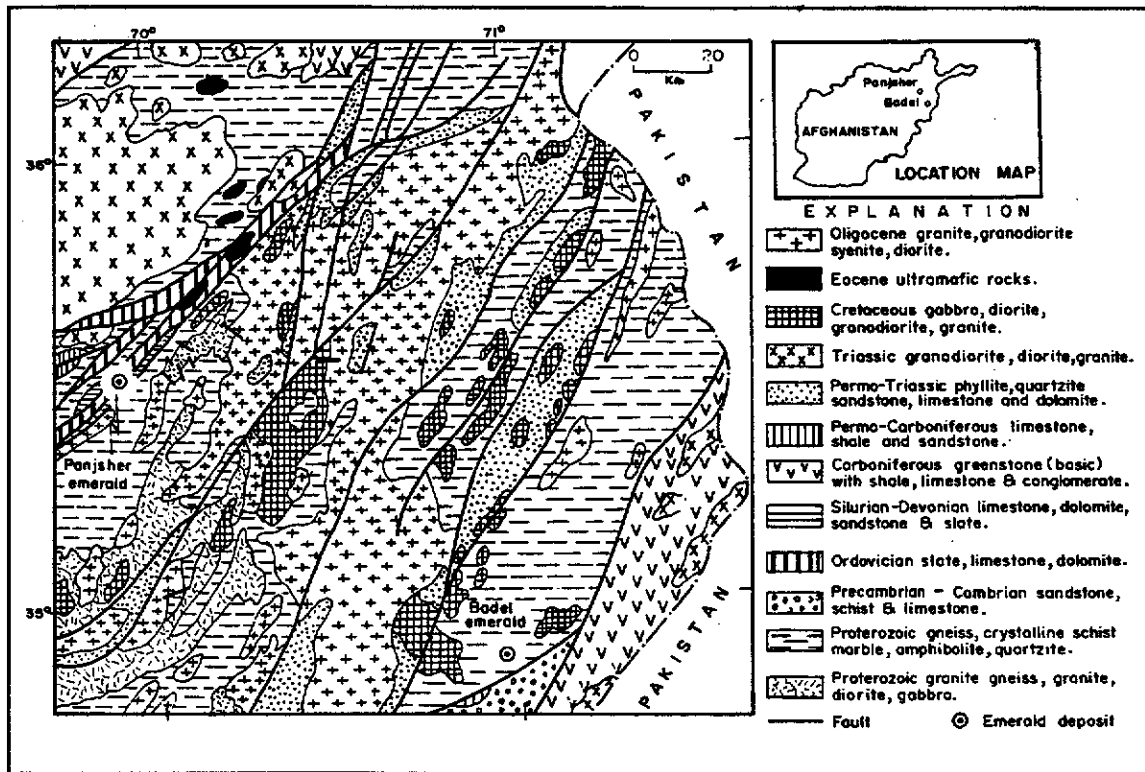 70°
71°
0 20
Km
PAKISTAN
36°
Panjsher
emerald
35°
Badel
emerald
PAKISTAN
Panjsher
Badel
AFGHANISTAN
LOCATION MAP
EXPLANATION
Oligocene granite, granodiorite
syenite, diorite.
Eocene ultramafic rocks.
Cretaceous gabbro, diorite,
granodiorite, granite.
Triassic granodiorite, diorite, granite.
Permo-Triassic phyllite, quartzite
sandstone, limestone and dolomite.
Permo-Carboniferous limestone,
shale and sandstone.
Carboniferous greenstone (basic)
with shale, limestone & conglomerate.
Silurian-Devonian limestone, dolomite,
sandstone & slate.
Ordovician slate, limestone, dolomite.
Precambrian - Cambrian sandstone,
schist & limestone.
Proterozoic gneiss, crystalline schist
marble, amphibolite, quartzite.
Proterozoic granite gneiss, granite,
diorite, gabbro.
Fault
Emerald deposit